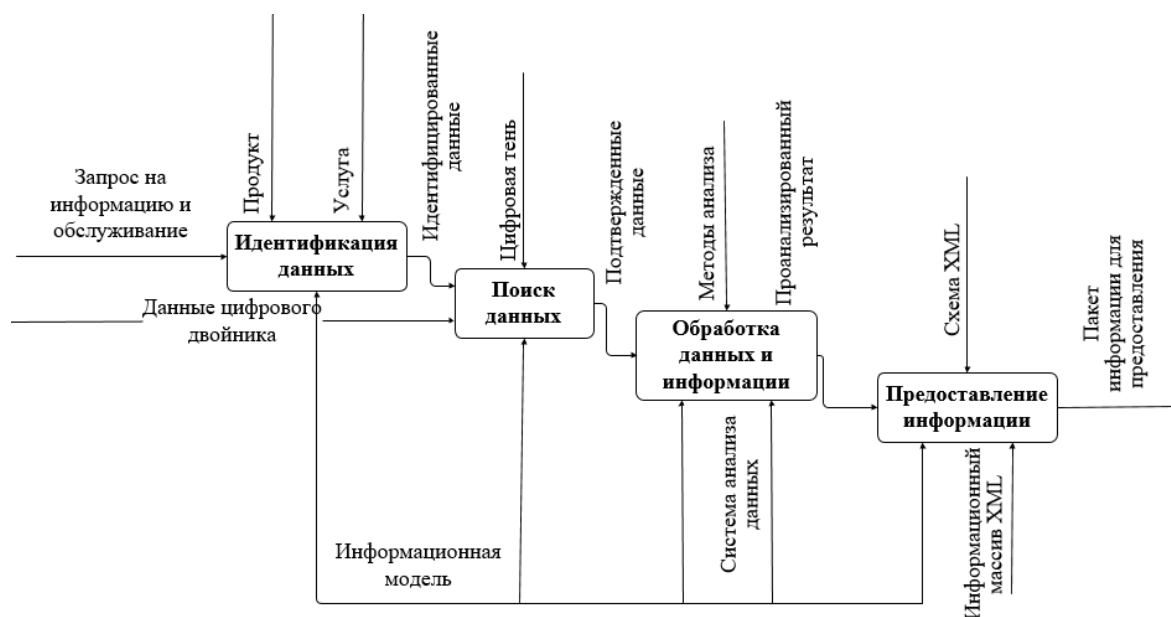 Запрос на
информацию и
обслуживание
Продукт
Услуга
Идентифицированные
данные
Идентификация
данных
Цифровая тень
Данные цифрового
двойника
Поиск
данных
Подтвержденные
данные
Методы анализа
Проанализированный
результат
Обработка
данных и
информации
Схема XML
Пакет
информации для
предоставления
Предоставление
информации
Информационная
модель
Система анализа
данных
Информационный
массив XML